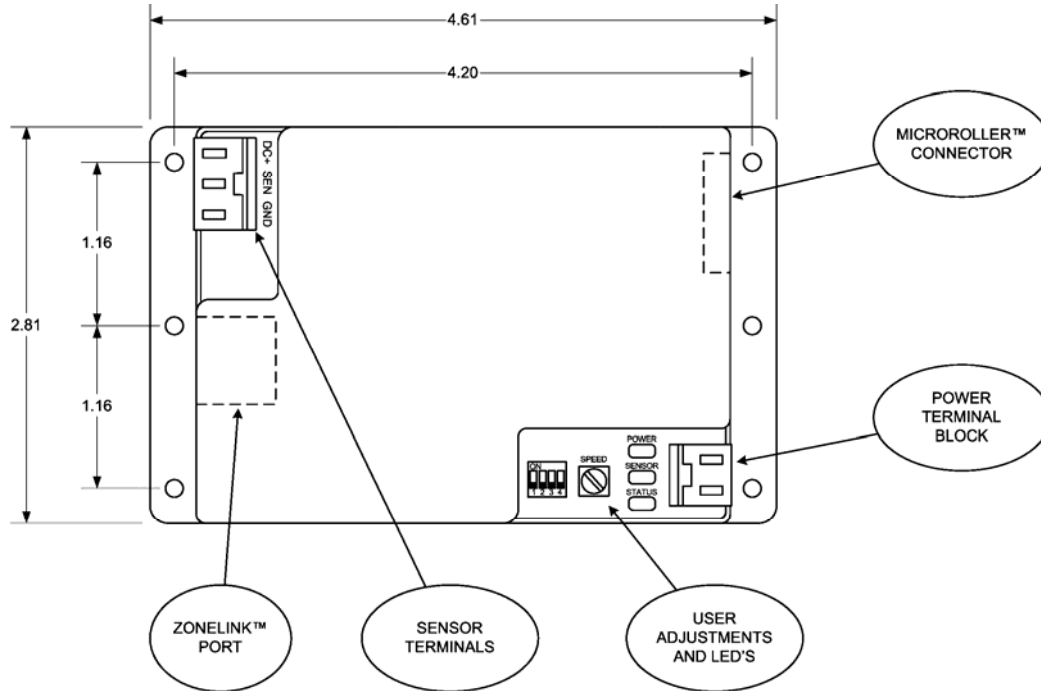 4.61
4.20
MICROROLLER™
CONNECTOR
DC+ SEN GND
1.16
2.81
1.16
POWER
TERMINAL
BLOCK
POWER
SENSOR
STATUS
SPEED
ON
1 2 3 4
ZONELINK™
PORT
SENSOR
TERMINALS
USER
ADJUSTMENTS
AND LED'S